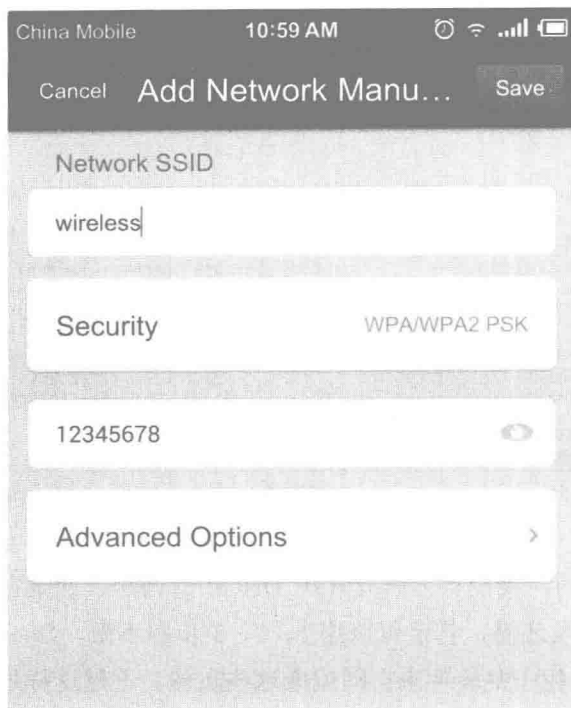 China Mobile 10:59 AM
Cancel Add Network Manu... Save
Network SSID
wireless
Security WPA/WPA2 PSK
12345678
Advanced Options >